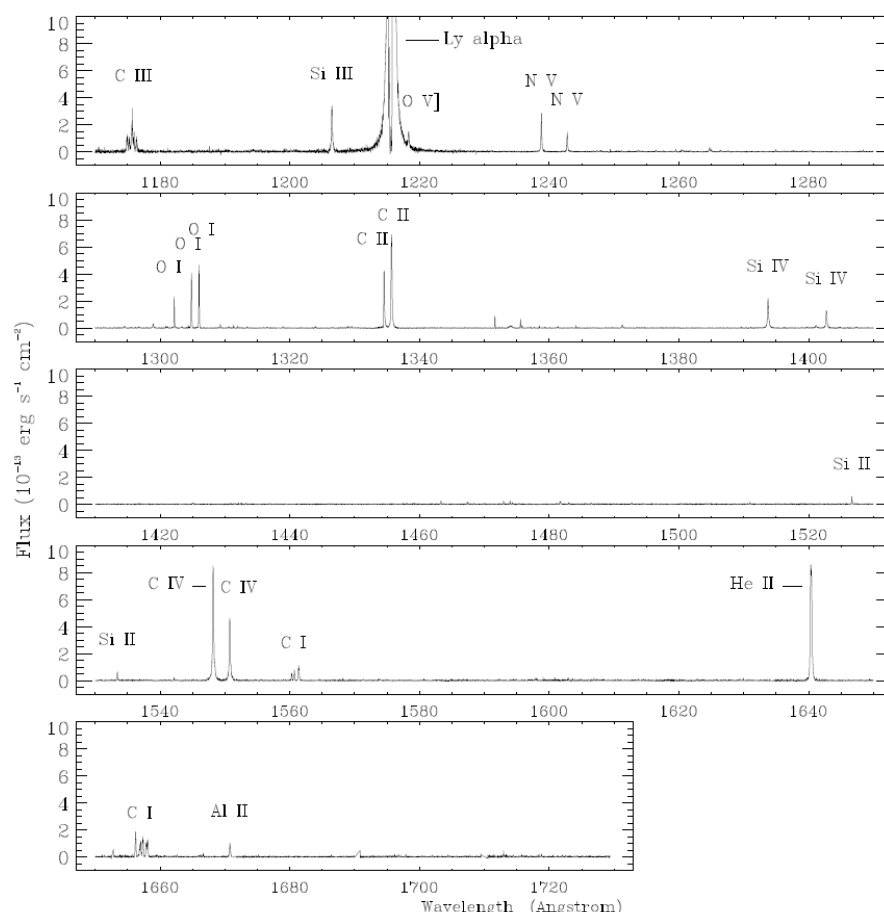 10
8
6
4
2
0
Ly alpha
C III
Si III
O V]
N V
N V
1180 1200 1220 1240 1260 1280
10
8
6
4
2
0
O I
O I
O I
C II
C II
Si IV
Si IV
1300 1320 1340 1360 1380 1400
10
8
6
4
2
0
Si II
1420 1440 1460 1480 1500 1520
10
8
6
4
2
0
Si II
C IV
C IV
C I
He II
1540 1560 1580 1600 1620 1640
10
8
6
4
2
0
C I
Al II
1660 1680 1700 1720
Wavelength (Angstrom)
Flux (10⁻¹³ erg s⁻¹ cm⁻²)